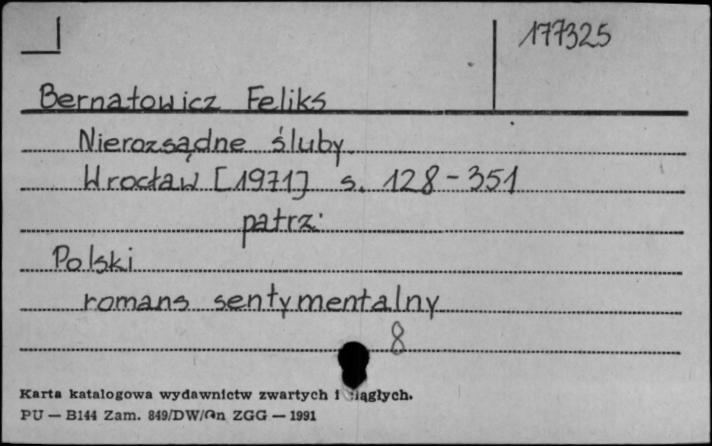 177325
Bernatowicz Feliks
Nierozsądne śluby.
Wrocław [1971] s. 128-351
patrz:
Polski
romans sentymentalny
8
Karta katalogowa wydawnictw zwartych i ciągłych.
PU — B144 Zam. 849/DW/On ZGG — 1991